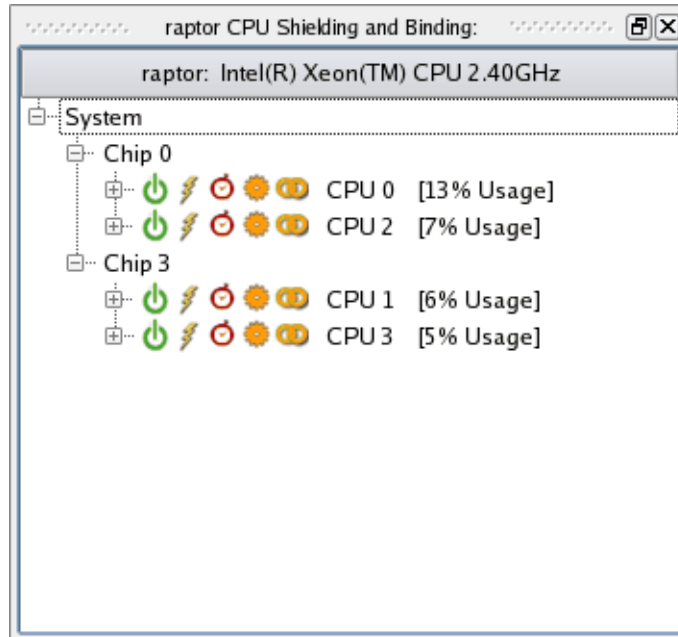 raptor CPU Shielding and Binding:
raptor: Intel(R) Xeon(TM) CPU 2.40GHz
System
Chip 0
CPU 0 [13% Usage]
CPU 2 [7% Usage]
Chip 3
CPU 1 [6% Usage]
CPU 3 [5% Usage]